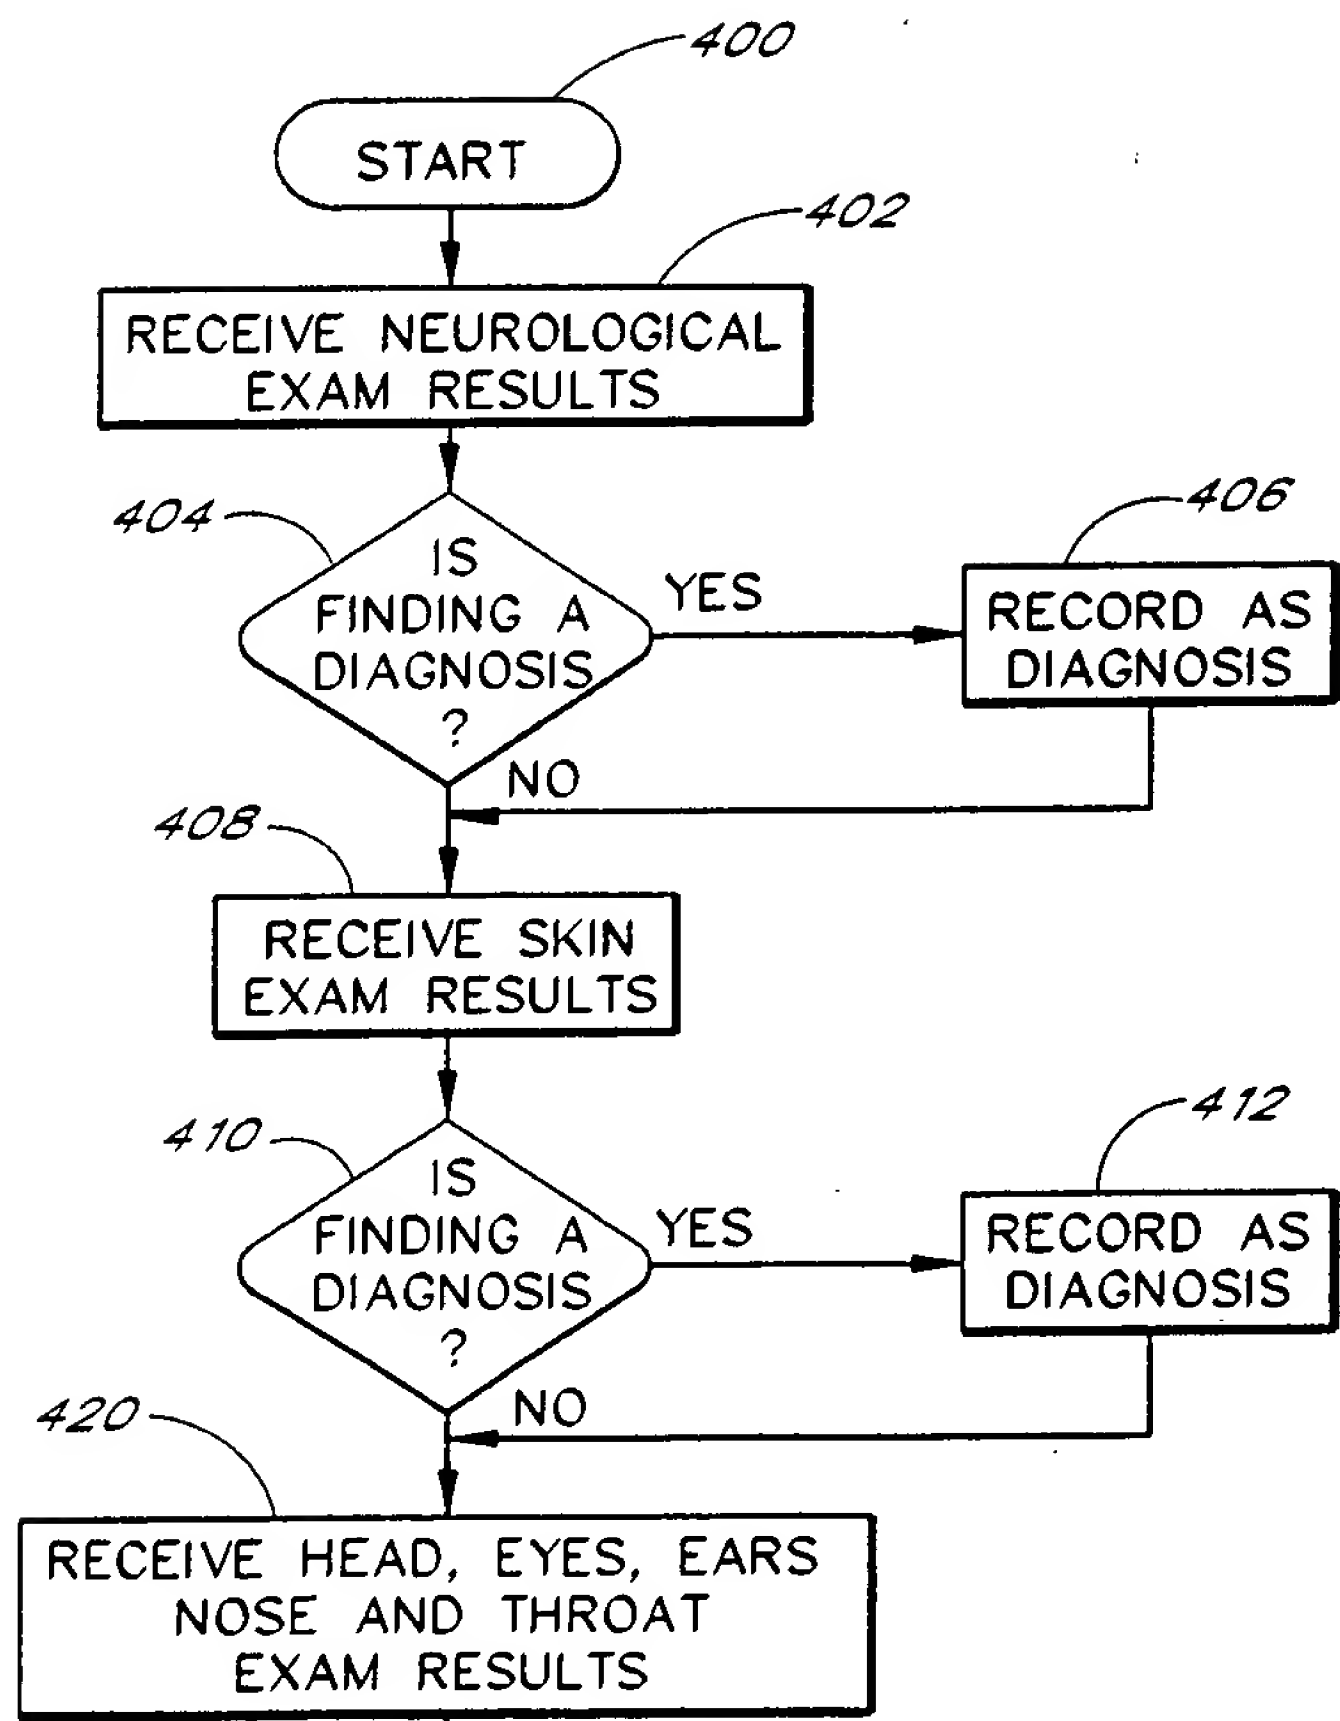 400
START
402
RECEIVE NEUROLOGICAL
EXAM RESULTS
404
IS
FINDING A
DIAGNOSIS
?
YES
406
RECORD AS
DIAGNOSIS
NO
408
RECEIVE SKIN
EXAM RESULTS
410
IS
FINDING A
DIAGNOSIS
?
YES
412
RECORD AS
DIAGNOSIS
NO
420
RECEIVE HEAD, EYES, EARS
NOSE AND THROAT
EXAM RESULTS